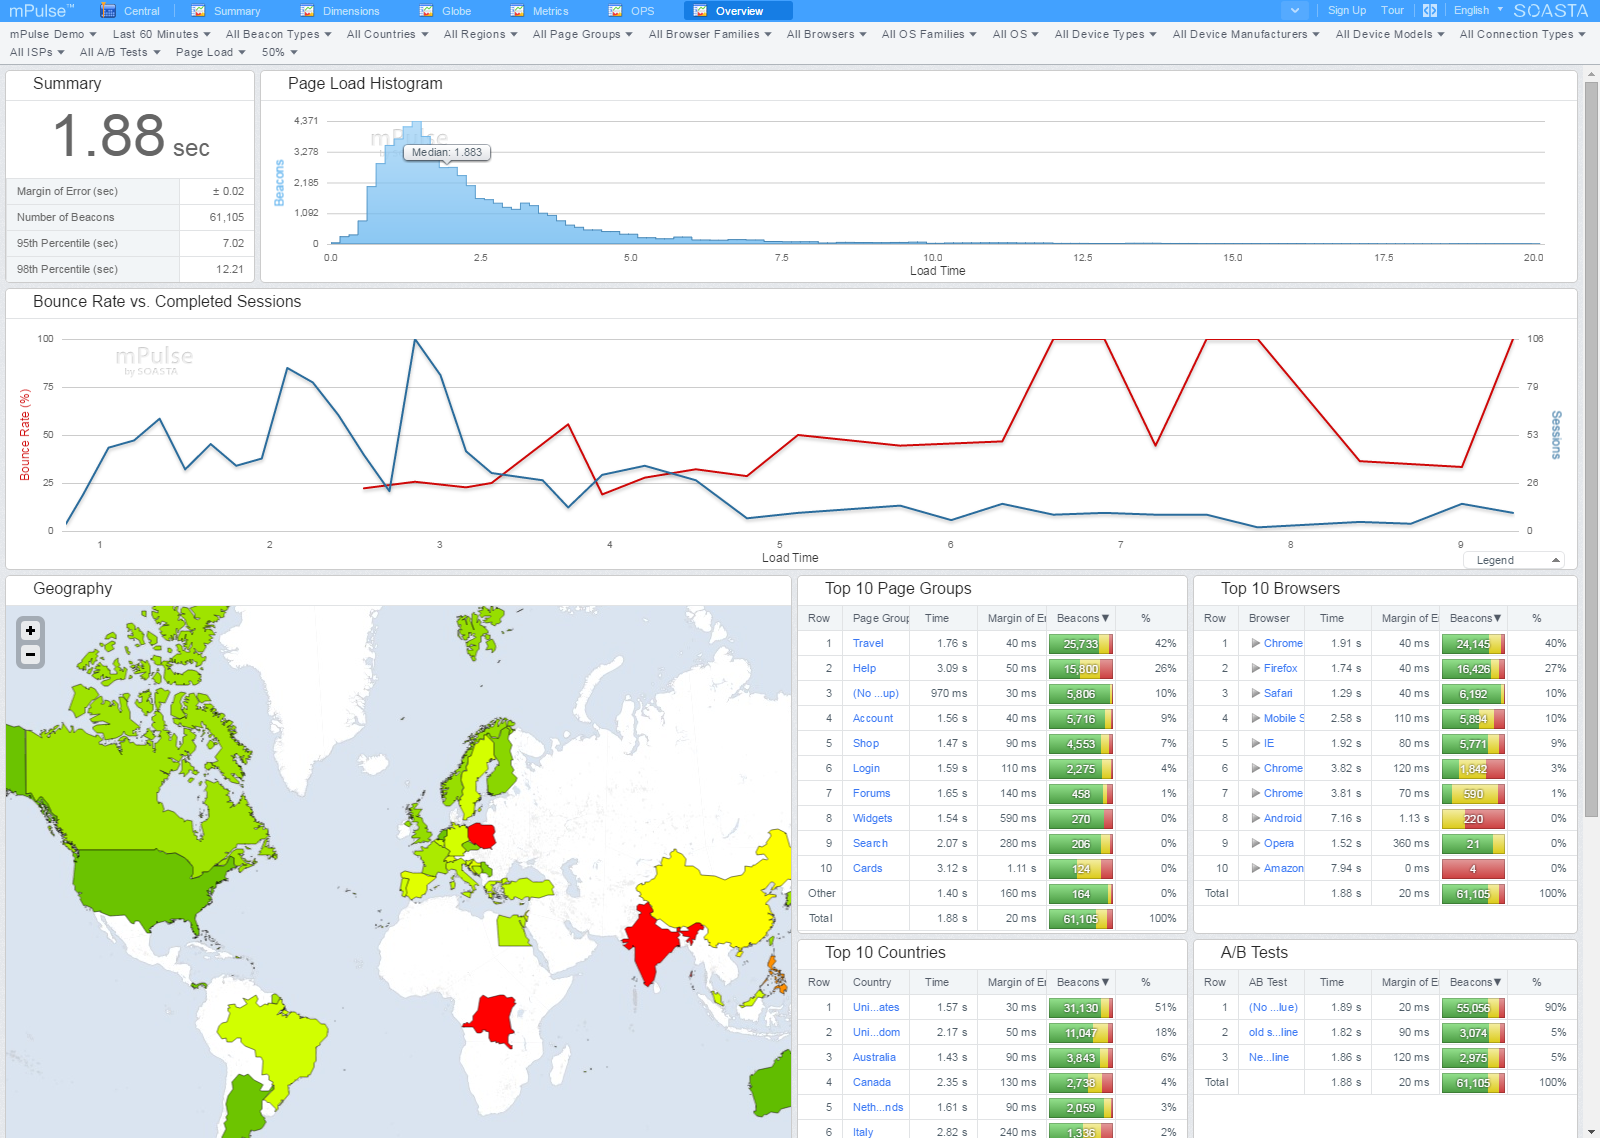 mPulse™ Central Summary Dimensions Globe Metrics OPS Overview Sign Up Tour English SOASTA
mPulse Demo Last 60 Minutes All Beacon Types All Countries All Regions All Page Groups All Browser Families All Browsers All OS Families All OS All Device Types All Device Manufacturers All Device Models All Connection Types
All ISPs All A/B Tests Page Load 50%
Summary
1.88 sec
Margin of Error (sec) ± 0.02
Number of Beacons 61,105
95th Percentile (sec) 7.02
98th Percentile (sec) 12.21
Page Load Histogram
mPulse
Median: 1.883
Beacons
4,371
3,278
2,185
1,092
0
0.0 2.5 5.0 7.5 10.0 12.5 15.0 17.5 20.0
Load Time
Bounce Rate vs. Completed Sessions
mPulse
by SOASTA
Bounce Rate (%)
100
75
50
25
0
106
79
53
26
0
Sessions
1 2 3 4 5 6 7 8 9
Load Time
Legend
Geography
+
−
Top 10 Page Groups
Row Page Group Time Margin of Er Beacons▼ %
1 Travel 1.76 s 40 ms 25,733 42%
2 Help 3.09 s 50 ms 15,800 26%
3 (No ...up) 970 ms 30 ms 5,806 10%
4 Account 1.56 s 40 ms 5,716 9%
5 Shop 1.47 s 90 ms 4,553 7%
6 Login 1.59 s 110 ms 2,275 4%
7 Forums 1.65 s 140 ms 458 1%
8 Widgets 1.54 s 590 ms 270 0%
9 Search 2.07 s 280 ms 206 0%
10 Cards 3.12 s 1.11 s 124 0%
Other 1.40 s 160 ms 164 0%
Total 1.88 s 20 ms 61,105 100%
Top 10 Browsers
Row Browser Time Margin of Er Beacons▼ %
1 Chrome 1.91 s 40 ms 24,145 40%
2 Firefox 1.74 s 40 ms 16,426 27%
3 Safari 1.29 s 40 ms 6,192 10%
4 Mobile S 2.58 s 110 ms 5,894 10%
5 IE 1.92 s 80 ms 5,771 9%
6 Chrome 3.82 s 120 ms 1,842 3%
7 Chrome 3.81 s 70 ms 590 1%
8 Android 7.16 s 1.13 s 220 0%
9 Opera 1.52 s 360 ms 21 0%
10 Amazon 7.94 s 0 ms 4 0%
Total 1.88 s 20 ms 61,105 100%
Top 10 Countries
Row Country Time Margin of Er Beacons▼ %
1 Uni...ates 1.57 s 30 ms 31,130 51%
2 Uni...dom 2.17 s 50 ms 11,047 18%
3 Australia 1.43 s 90 ms 3,843 6%
4 Canada 2.35 s 130 ms 2,738 4%
5 Neth...nds 1.61 s 90 ms 2,059 3%
6 Italy 2.82 s 240 ms 1,336 2%
A/B Tests
Row AB Test Time Margin of Er Beacons▼ %
1 (No ...lue) 1.89 s 20 ms 55,056 90%
2 old s...line 1.82 s 90 ms 3,074 5%
3 Ne...line 1.86 s 120 ms 2,975 5%
Total 1.88 s 20 ms 61,105 100%